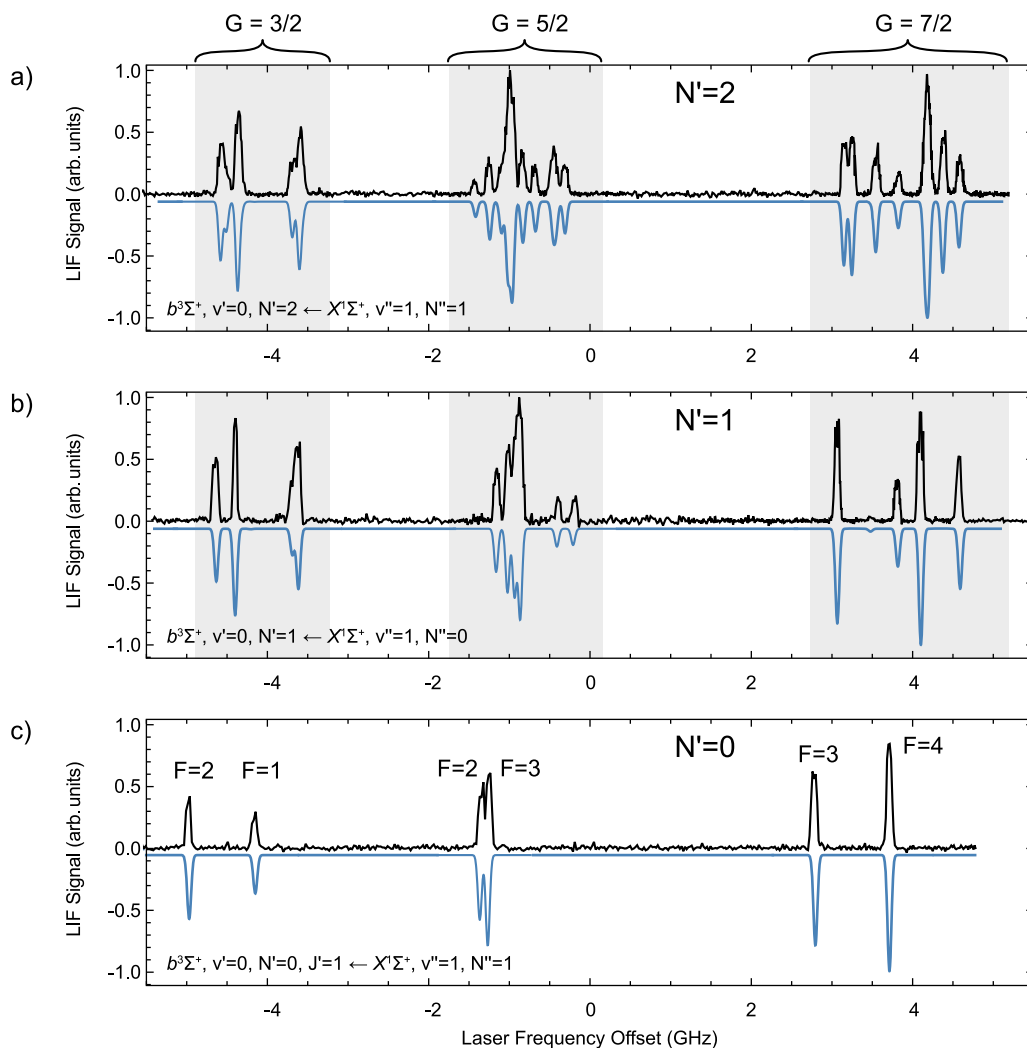 G = 3/2 G = 5/2 G = 7/2
a)
N'=2
1.0
0.5
0.0
-0.5
-1.0
LIF Signal (arb. units)
b³Σ⁺, v'=0, N'=2 ← X¹Σ⁺, v''=1, N''=1
-4 -2 0 2 4
b)
N'=1
1.0
0.5
0.0
-0.5
-1.0
LIF Signal (arb. units)
b³Σ⁺, v'=0, N'=1 ← X¹Σ⁺, v''=1, N''=0
-4 -2 0 2 4
c)
N'=0
1.0
0.5
0.0
-0.5
-1.0
LIF Signal (arb. units)
F=2 F=1 F=2 F=3 F=3 F=4
b³Σ⁺, v'=0, N'=0, J'=1 ← X¹Σ⁺, v''=1, N''=1
-4 -2 0 2 4
Laser Frequency Offset (GHz)